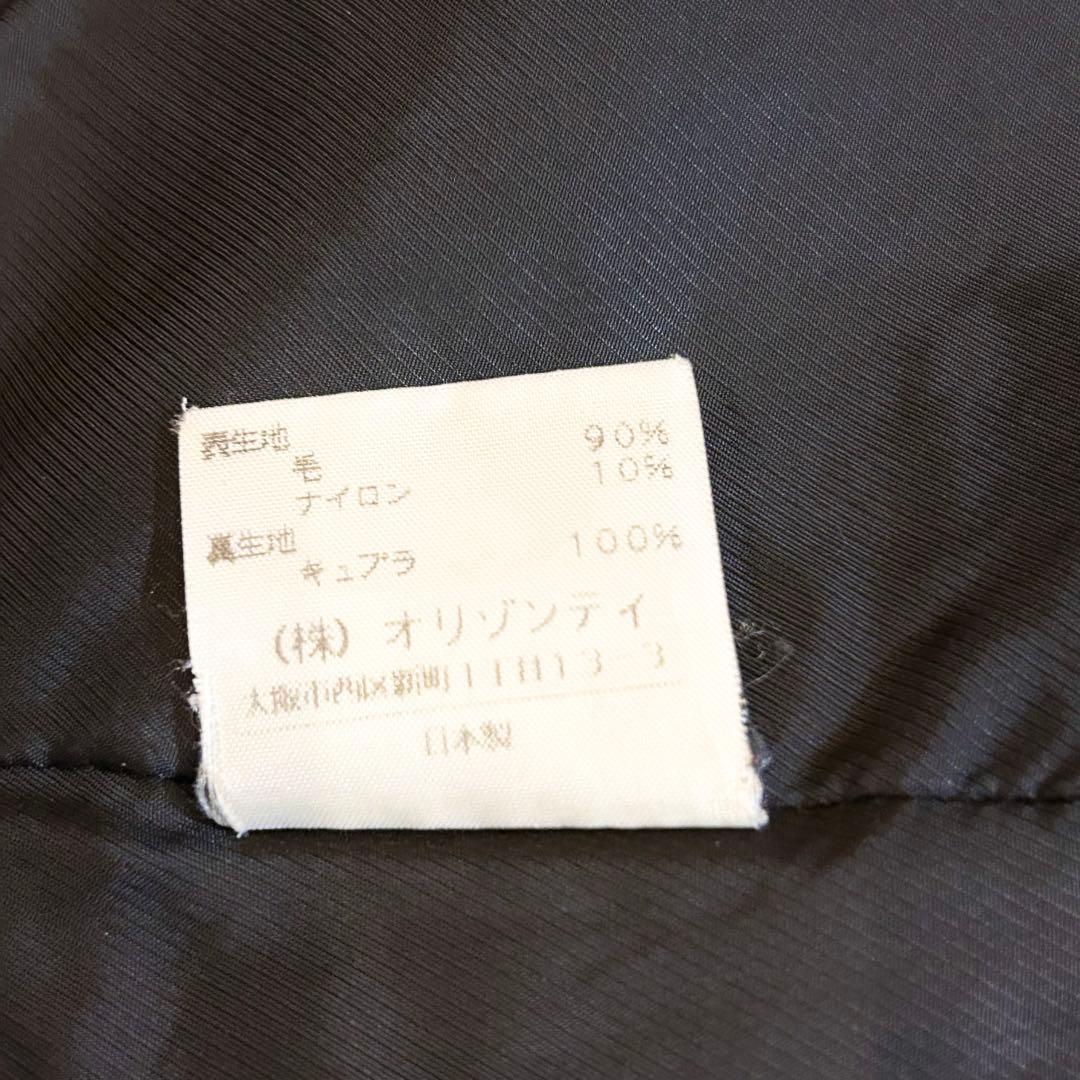 表生地
毛 90%
ナイロン 10%
裏生地
キュプラ 100%
(株) オリゾンティ
大阪市西区新町1丁目13-3
日本製